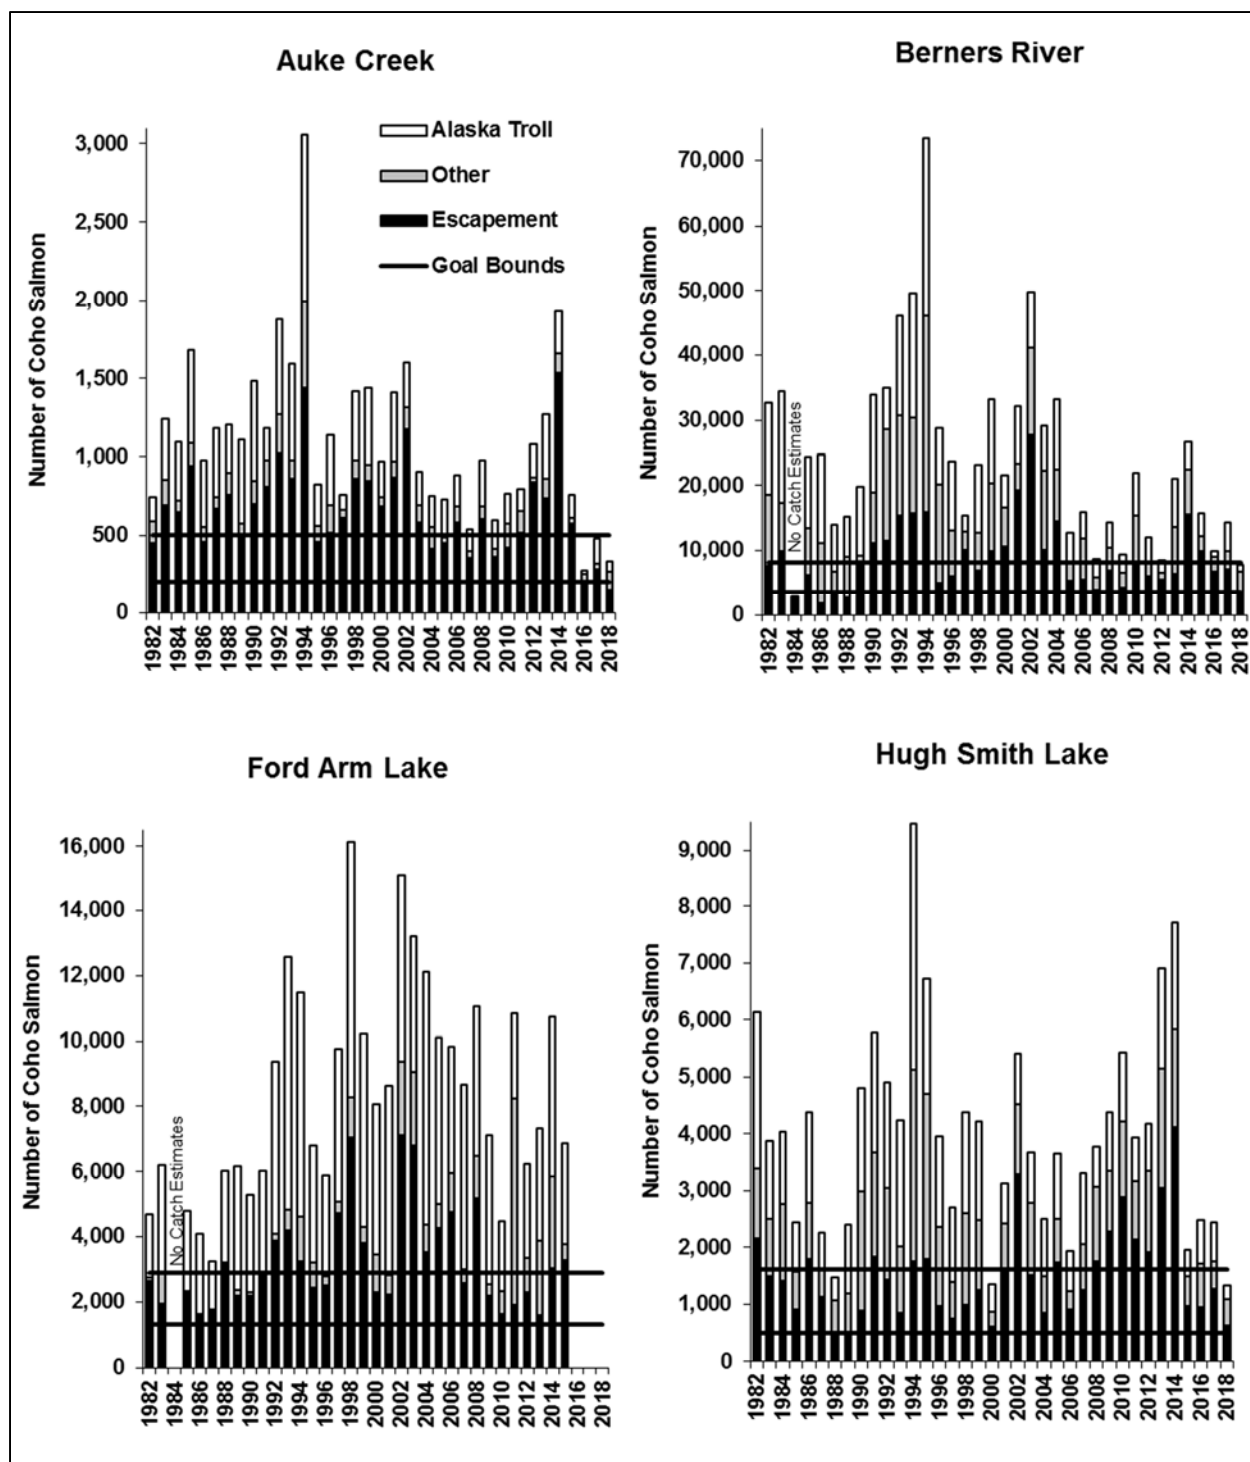 Auke Creek
Number of Coho Salmon
3,000
2,500
2,000
1,500
1,000
500
0
Alaska Troll
Other
Escapement
Goal Bounds
1982 1984 1986 1988 1990 1992 1994 1996 1998 2000 2002 2004 2006 2008 2010 2012 2014 2016 2018
Berners River
Number of Coho Salmon
70,000
60,000
50,000
40,000
30,000
20,000
10,000
0
No Catch Estimates
1982 1984 1986 1988 1990 1992 1994 1996 1998 2000 2002 2004 2006 2008 2010 2012 2014 2016 2018
Ford Arm Lake
Number of Coho Salmon
16,000
14,000
12,000
10,000
8,000
6,000
4,000
2,000
0
No Catch Estimates
1982 1984 1986 1988 1990 1992 1994 1996 1998 2000 2002 2004 2006 2008 2010 2012 2014 2016 2018
Hugh Smith Lake
Number of Coho Salmon
9,000
8,000
7,000
6,000
5,000
4,000
3,000
2,000
1,000
0
1982 1984 1986 1988 1990 1992 1994 1996 1998 2000 2002 2004 2006 2008 2010 2012 2014 2016 2018